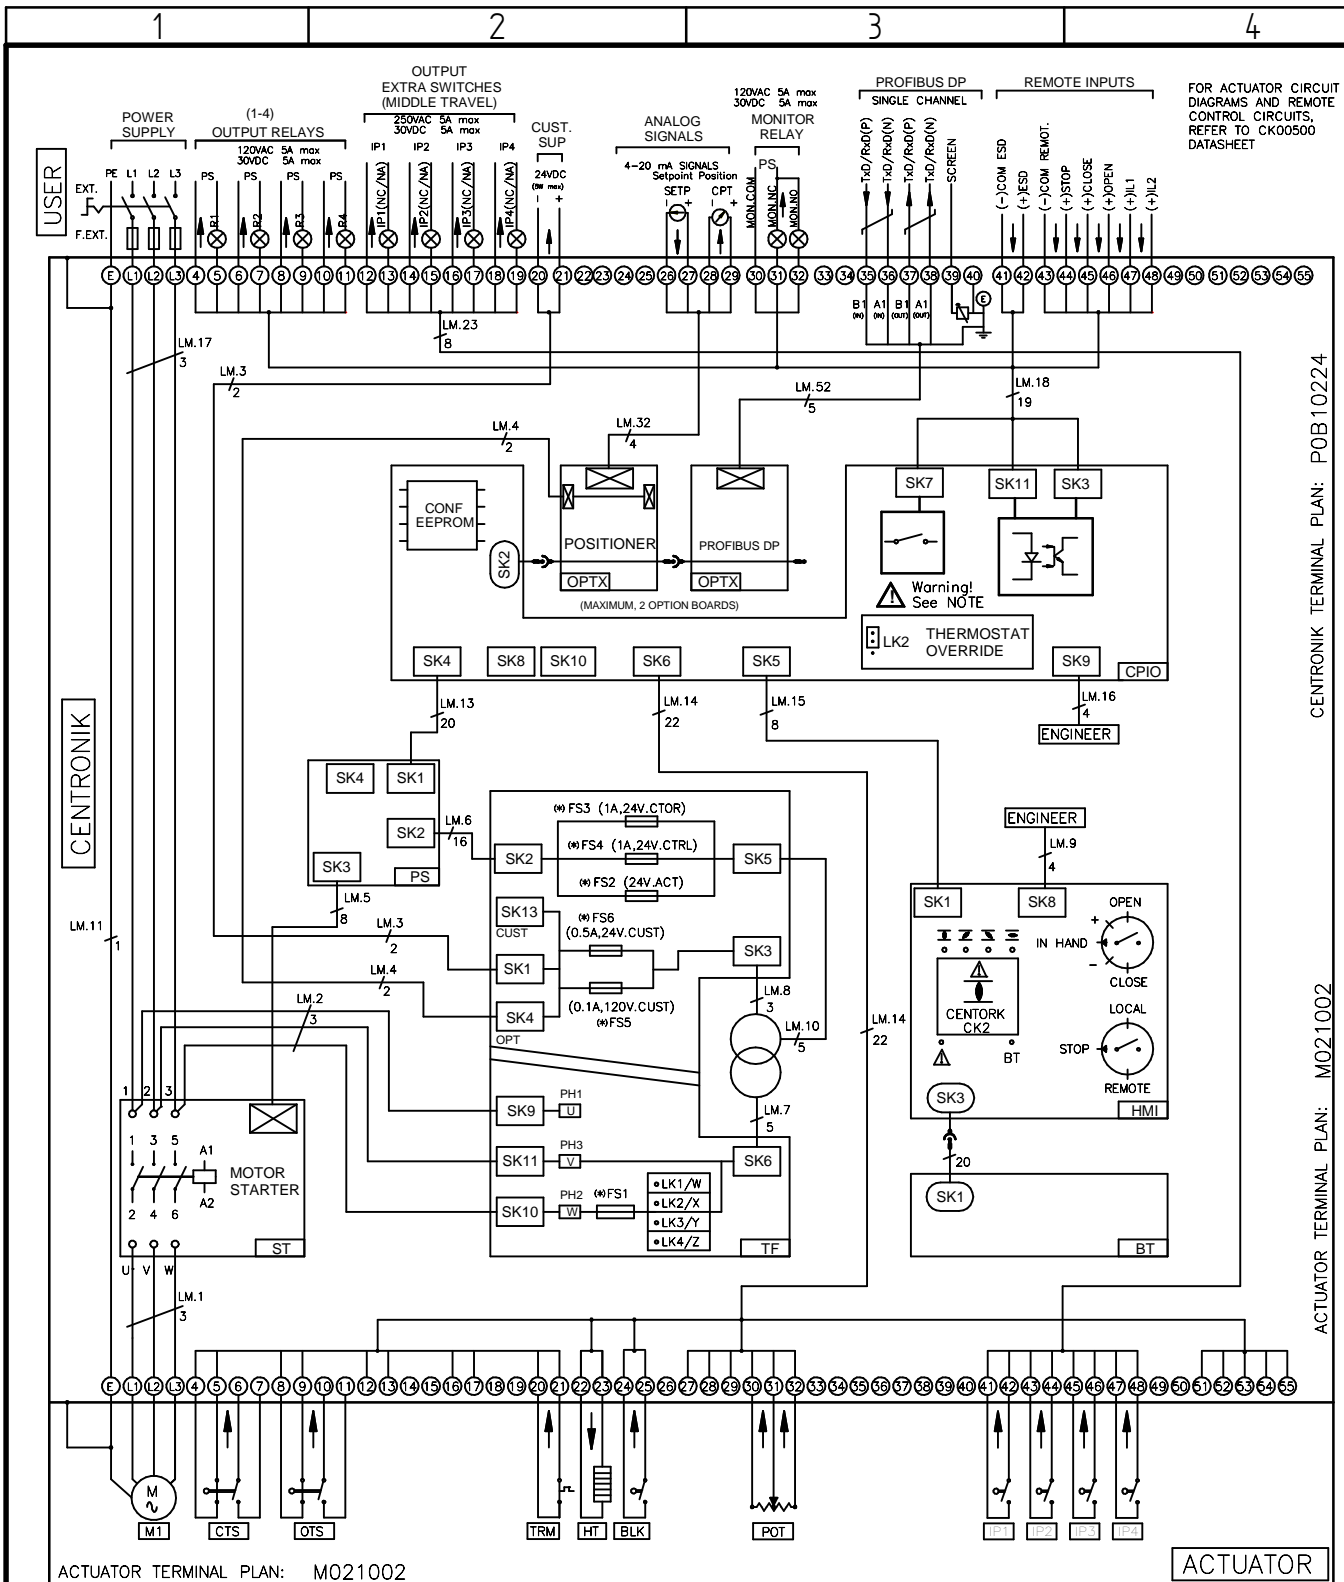 1 2 3 4
OUTPUT
EXTRA SWITCHES
(MIDDLE TRAVEL)
250VAC 5A max
30VDC 5A max
POWER
SUPPLY
(1-4)
OUTPUT RELAYS
120VAC 5A max
30VDC 5A max
CUST.
SUP
24VDC
(5W max)
- +
ANALOG
SIGNALS
4-20 mA SIGNALS
Setpoint Position
SETP CPT
- + - +
120VAC 5A max
30VDC 5A max
MONITOR
RELAY
PS
MON.COM
MON.NC
MON.NO
PROFIBUS DP
SINGLE CHANNEL
TxD/RxD(P)
TxD/RxD(N)
TxD/RxD(P)
TxD/RxD(N)
SCREEN
REMOTE INPUTS
(-)COM ESD
(+)ESD
(-)COM REMOT.
(+)STOP
(+)CLOSE
(+)OPEN
(+)IL1
(+)IL2
FOR ACTUATOR CIRCUIT
DIAGRAMS AND REMOTE
CONTROL CIRCUITS,
REFER TO CK00500
DATASHEET
USER
PE L1 L2 L3
EXT.
F.EXT.
PS PS PS PS
R1 R2 R3 R4
IP1 IP2 IP3 IP4
IP1(NC/NA)
IP2(NC/NA)
IP3(NC/NA)
IP4(NC/NA)
E L1 L2 L3 4 5 6 7 8 9 10 11 12 13 14 15 16 17 18 19 20 21 22 23 24 25 26 27 28 29 30 31 32 33 34 35 36 37 38 39 40 41 42 43 44 45 46 47 48 49 50 51 52 53 54 55
B1 A1 B1 A1
(IN) (IN) (OUT) (OUT)
E
LM.17
3
LM.23
8
LM.3
2
LM.4
2
LM.32
4
LM.52
5
LM.18
19
CENTRONIK TERMINAL PLAN: P0B10224
CONF
EEPROM
SK2
POSITIONER
OPTX
PROFIBUS DP
OPTX
(MAXIMUM, 2 OPTION BOARDS)
SK7 SK11 SK3
Warning!
See NOTE
LK2 THERMOSTAT
OVERRIDE
SK4 SK8 SK10 SK6 SK5 SK9
CPIO
LM.13
20
LM.14
22
LM.15
8
LM.16
4
ENGINEER
CENTRONIK
SK4 SK1
SK2
SK3
PS
LM.6
16
LM.5
8
LM.3
2
LM.4
2
LM.11
1
LM.2
3
(*)FS3 (1A,24V.CTOR)
(*)FS4 (1A,24V.CTRL)
(*)FS2 (24V.ACT)
SK2 SK5
SK13
CUST
(*)FS6
(0.5A,24V.CUST)
SK1 SK3
SK4
OPT
(0.1A,120V.CUST)
(*)FS5
LM.8
3
LM.10
5
LM.7
5
LM.14
22
SK9
PH1
U
SK11
PH3
V
SK6
SK10
PH2
W
(*)FS1
LK1/W
LK2/X
LK3/Y
LK4/Z
TF
ENGINEER
LM.9
4
SK1 SK8
OPEN
+
IN HAND
-
CLOSE
CENTORK
CK2
BT
LOCAL
STOP
REMOTE
SK3
HMI
20
SK1
BT
ACTUATOR TERMINAL PLAN: M021002
1 2 3
1 3 5
A1
A2
2 4 6
MOTOR
STARTER
ST
U V W
LM.1
3
E L1 L2 L3 4 5 6 7 8 9 10 11 12 13 14 15 16 17 18 19 20 21 22 23 24 25 26 27 28 29 30 31 32 33 34 35 36 37 38 39 40 41 42 43 44 45 46 47 48 49 50 51 52 53 54 55
M
M1 CTS OTS TRM HT BLK POT IP1 IP2 IP3 IP4
ACTUATOR TERMINAL PLAN: M021002
ACTUATOR